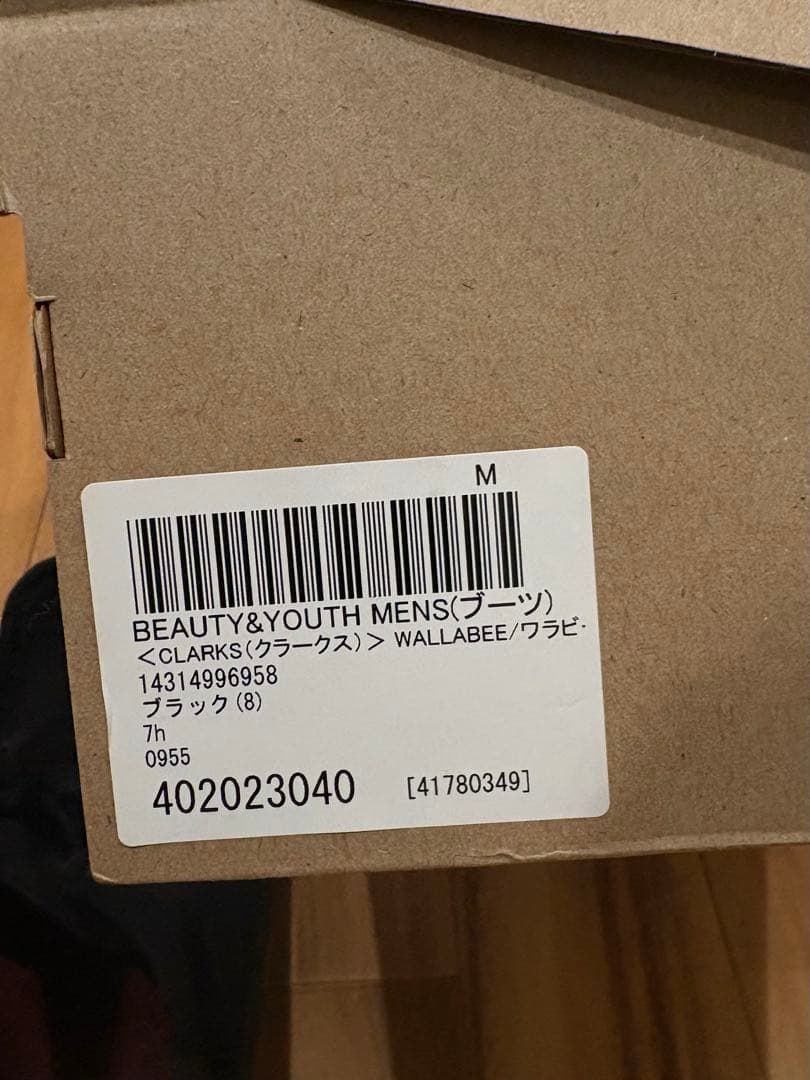 M
BEAUTY&YOUTH MENS(ブーツ)
<CLARKS(クラークス)> WALLABEE/ワラビ
14314996958
ブラック(8)
7h
0955
402023040 [41780349]